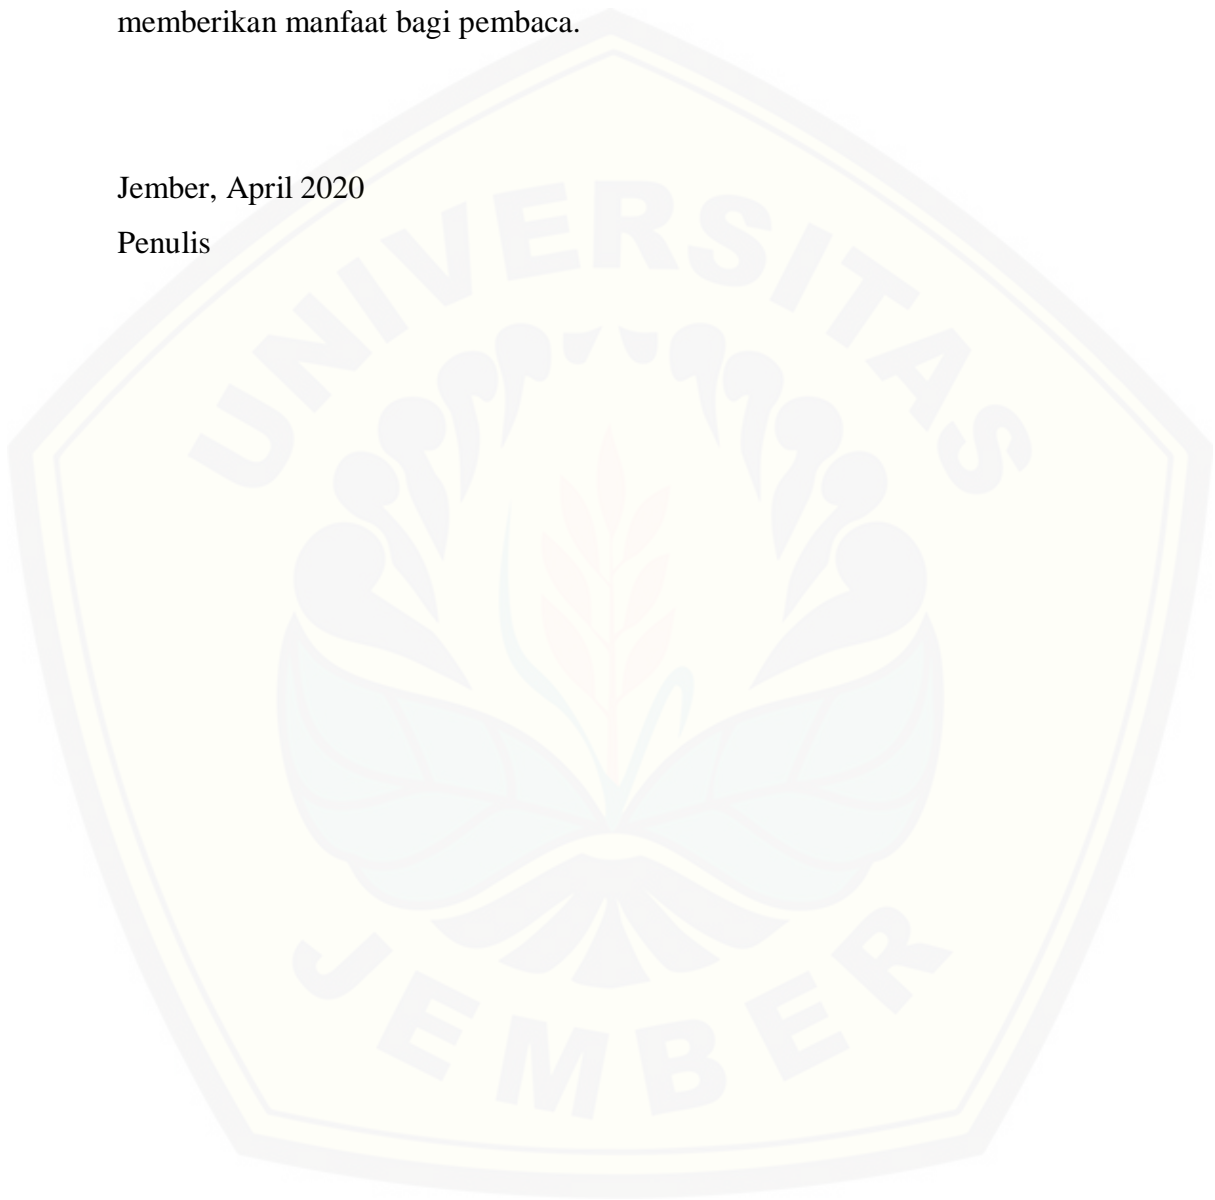 memberikan manfaat bagi pembaca.
Jember, April 2020
Penulis
UNIVERSITAS
JEMBER